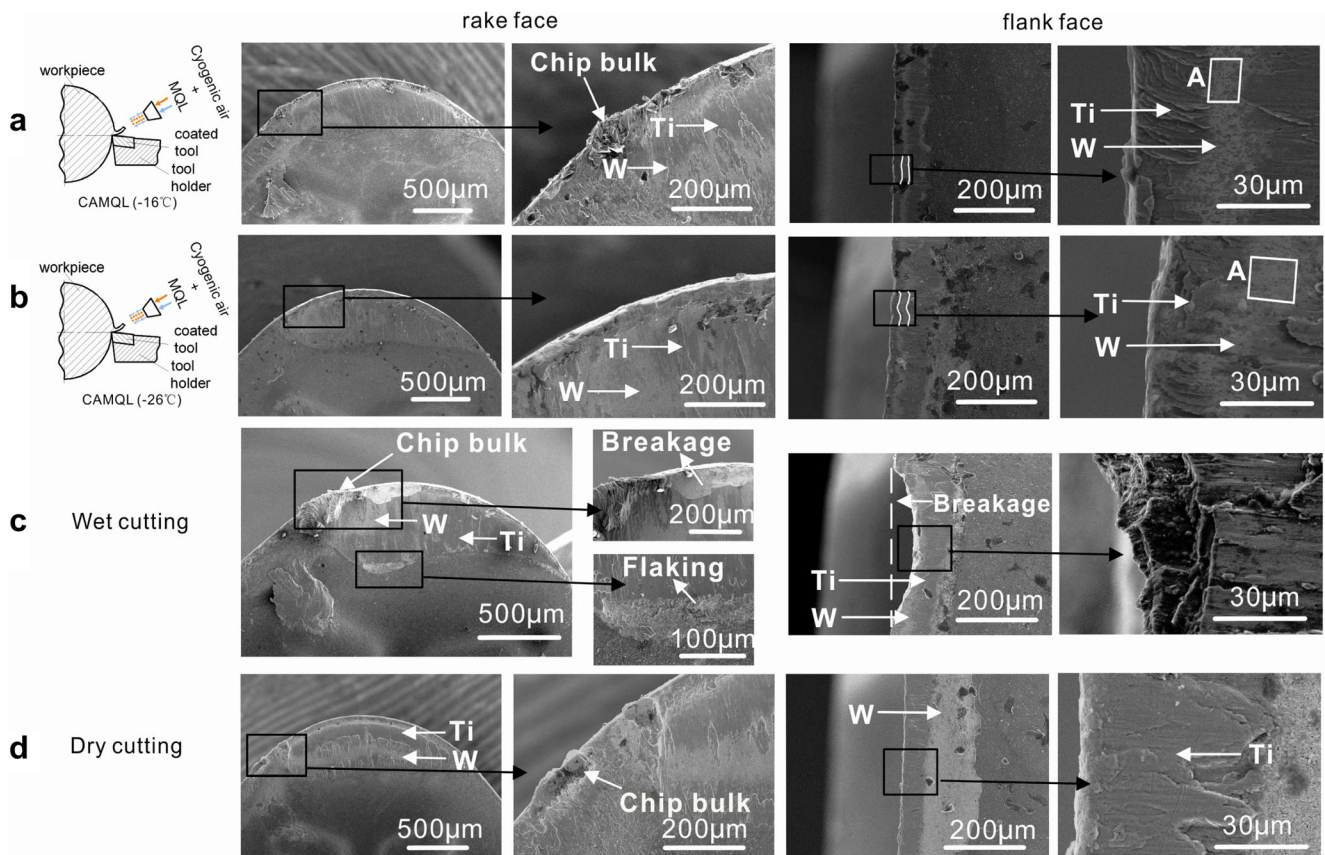 rake face
flank face
a
workpiece
MQL + Cyogenic air
coated
tool
tool
holder
CAMQL (-16℃)
500μm
Chip bulk
Ti
W
200μm
200μm
A
Ti
W
30μm
b
workpiece
MQL + Cyogenic air
coated
tool
tool
holder
CAMQL (-26℃)
500μm
Ti
W
200μm
200μm
A
Ti
W
30μm
c
Wet cutting
Chip bulk
W
Ti
500μm
Breakage
200μm
Flaking
100μm
Breakage
Ti
W
200μm
30μm
d
Dry cutting
Ti
W
500μm
Chip bulk
200μm
W
200μm
Ti
30μm